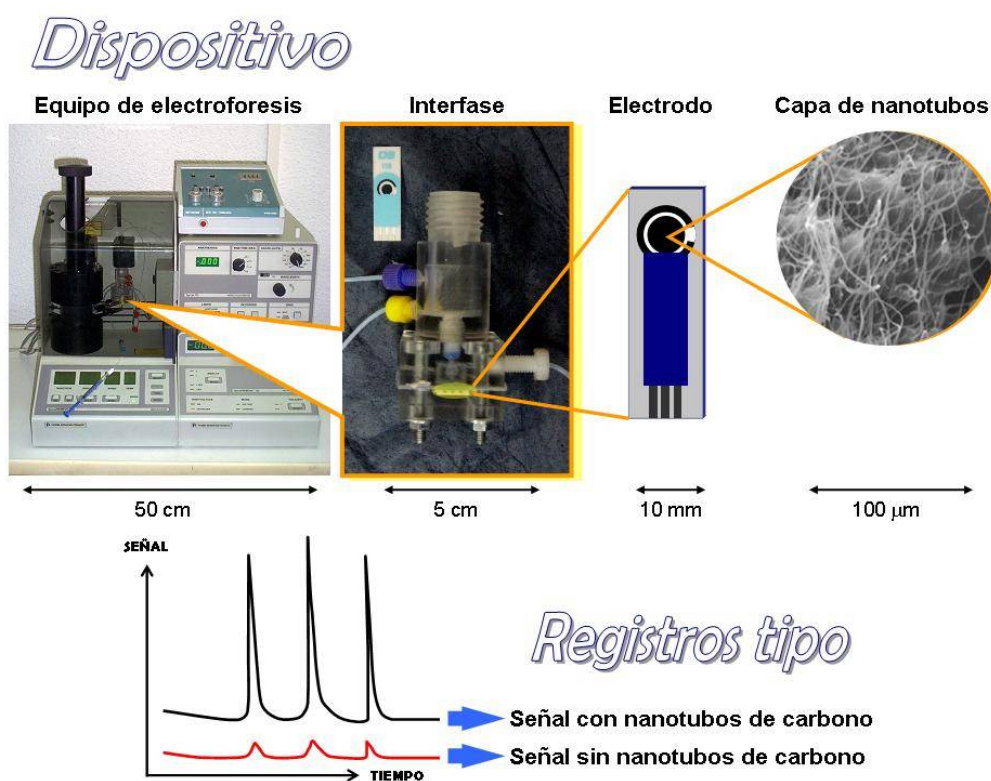 Dispositivo
Equipo de electroforesis
Interfase
Electrodo
Capa de nanotubos
50 cm
5 cm
10 mm
100 μm
SEÑAL
TIEMPO
Registros tipo
Señal con nanotubos de carbono
Señal sin nanotubos de carbono